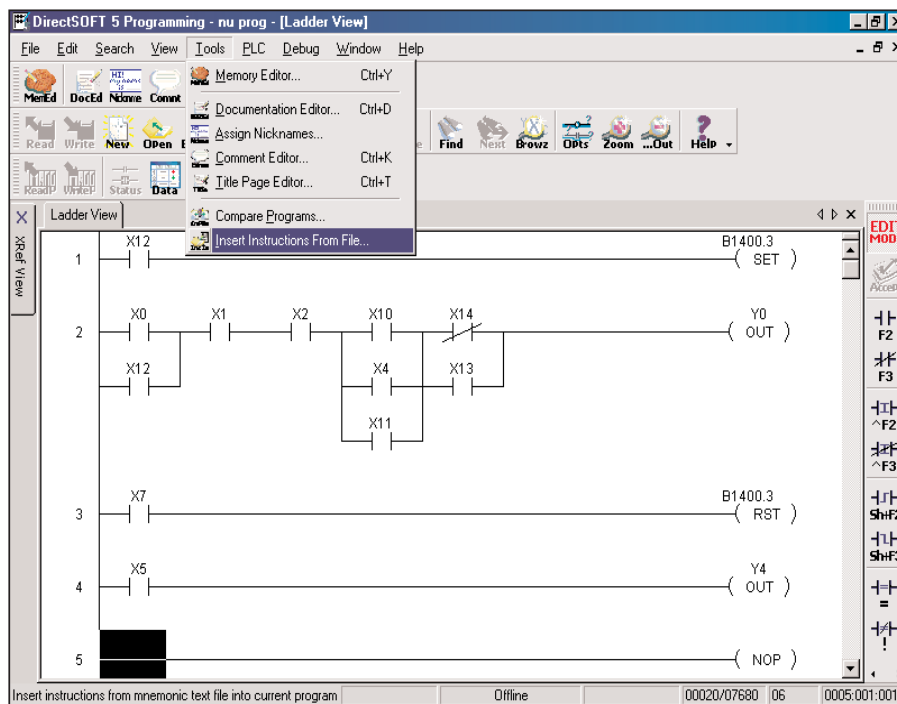 DirectSOFT 5 Programming - nu prog - [Ladder View]
File Edit Search View Tools PLC Debug Window Help
MemEd DocEd Ndnme Comnt
Memory Editor... Ctrl+Y
Documentation Editor... Ctrl+D
Assign Nicknames...
Comment Editor... Ctrl+K
Title Page Editor... Ctrl+T
Compare Programs...
Insert Instructions From File...
Read Write New Open Find Next Browz Opts Zoom ...Out Help
ReadP WriteP Status Data
Ladder View
XRef View
EDIT
MODE
Accept
X12 B1400.3
1 SET
X0 X1 X2 X10 X14 Y0
2 OUT
X12 X4 X13
X11
X7 B1400.3
3 RST
X5 Y4
4 OUT
5 NOP
F2
F3
^F2
^F3
Sh+F2
Sh+F3
=
!
Insert instructions from mnemonic text file into current program Offline 00020/07680 06 0005:001:001